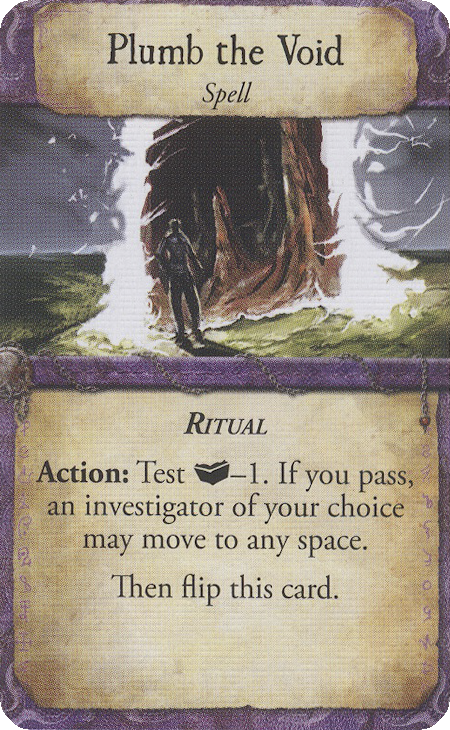 Plumb the Void
Spell
RITUAL
Action: Test –1. If you pass,
an investigator of your choice
may move to any space.
Then flip this card.